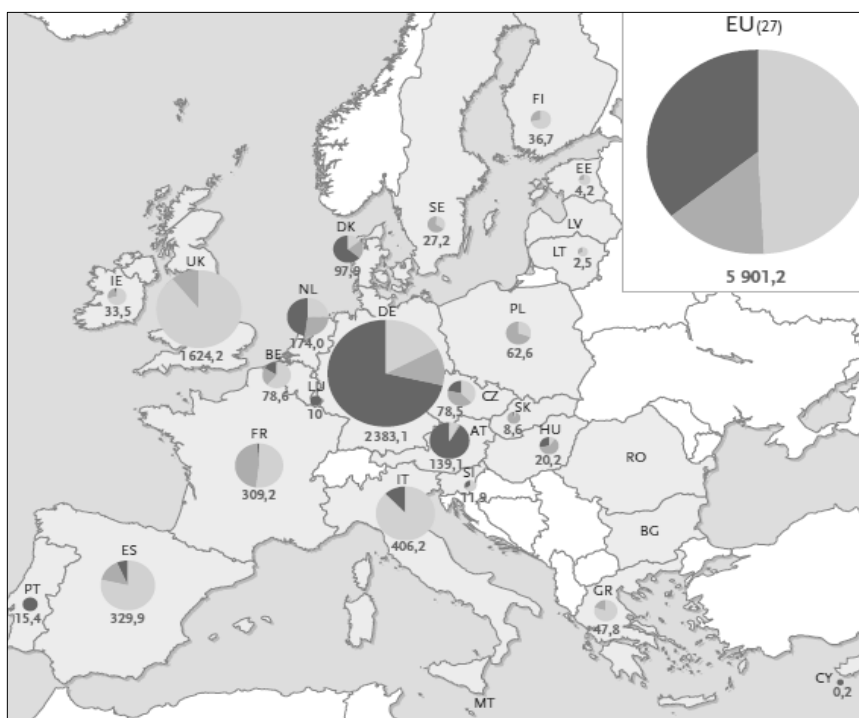 EU(27)
5 901,2
FI
36,7
EE
4,2
SE
27,2
LV
DK
97,9
LT
2,5
UK
1 624,2
IE
33,5
NL
174,0
DE
2 383,1
PL
62,6
BE
78,6
LU
10
CZ
78,5
SK
8,6
AT
139,1
HU
20,2
FR
309,2
RO
SI
11,9
IT
406,2
BG
ES
329,9
PT
15,4
GR
47,8
CY
0,2
MT